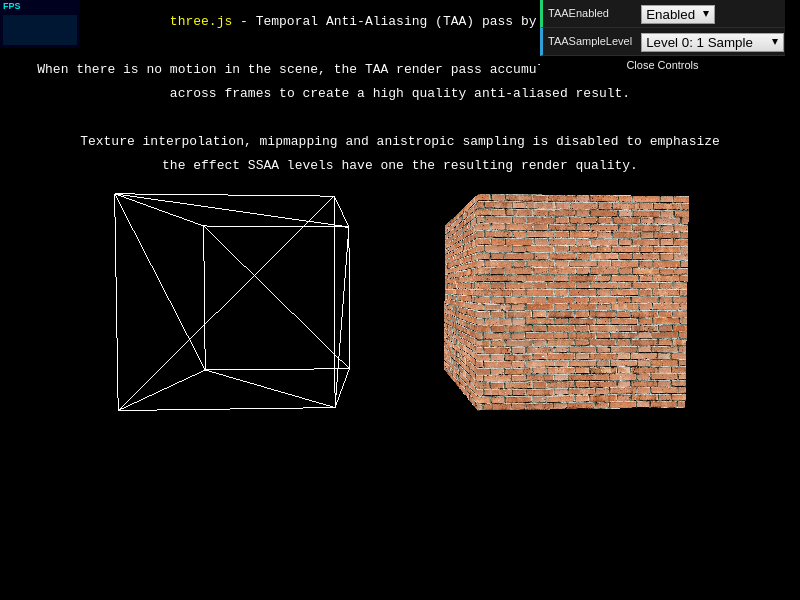 FPS
three.js - Temporal Anti-Aliasing (TAA) pass by
TAAEnabled Enabled
TAASampleLevel Level 0: 1 Sample
Close Controls
When there is no motion in the scene, the TAA render pass
across frames to create a high quality anti-aliased result.
Texture interpolation, mipmapping and anistropic sampling is disabled to emphasize
the effect SSAA levels have one the resulting render quality.